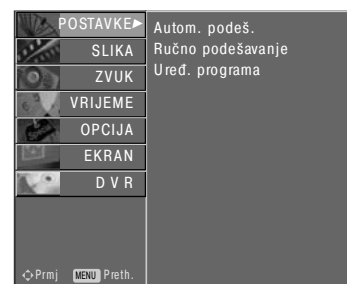 POSTAVKE
SLIKA
ZVUK
VRIJEME
OPCIJA
EKRAN
D V R
Autom. podeš.
Ručno podešavanje
Uređ. programa
Prmj MENU Preth.